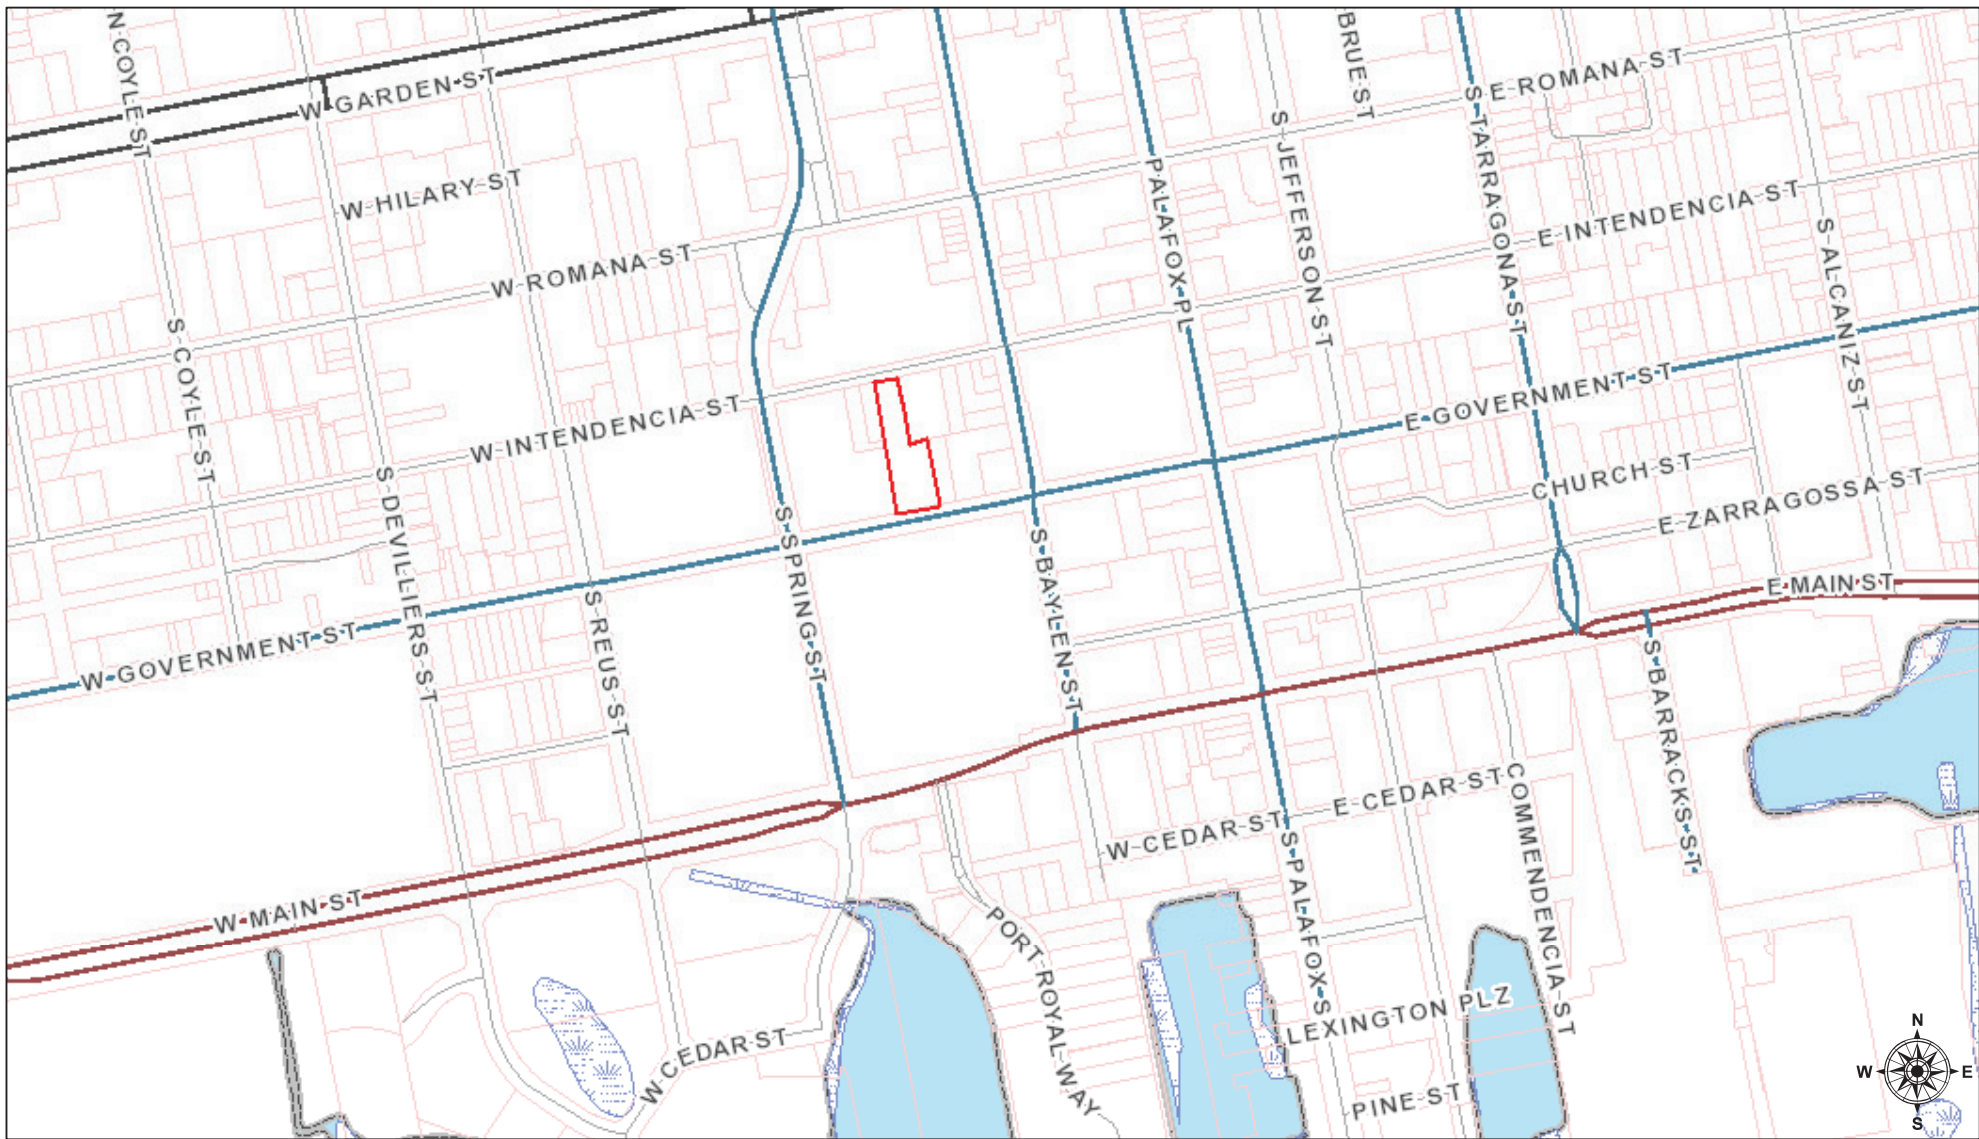 N COYLE ST
BRUE ST
W GARDEN ST
E ROMANA ST
W HILARY ST
S JEFFERSON ST
S TARRAGONA ST
PALAFOX PL
E INTENDENCIA ST
W ROMANA ST
S ALCANIZ ST
S COYLE ST
W INTENDENCIA ST
E GOVERNMENT ST
S DEVILLIERS ST
CHURCH ST
E ZARRAGOSSA ST
S SPRING ST
S BAYLEN ST
S REUS ST
E MAIN ST
W GOVERNMENT ST
S BARRACKS ST
E CEDAR ST
COMMENDENCIA ST
W CEDAR ST
S PALAFOX S
W MAIN ST
PORT ROYAL WAY
LEXINGTON PLZ
W CEDAR ST
PINE ST
N
W E
S